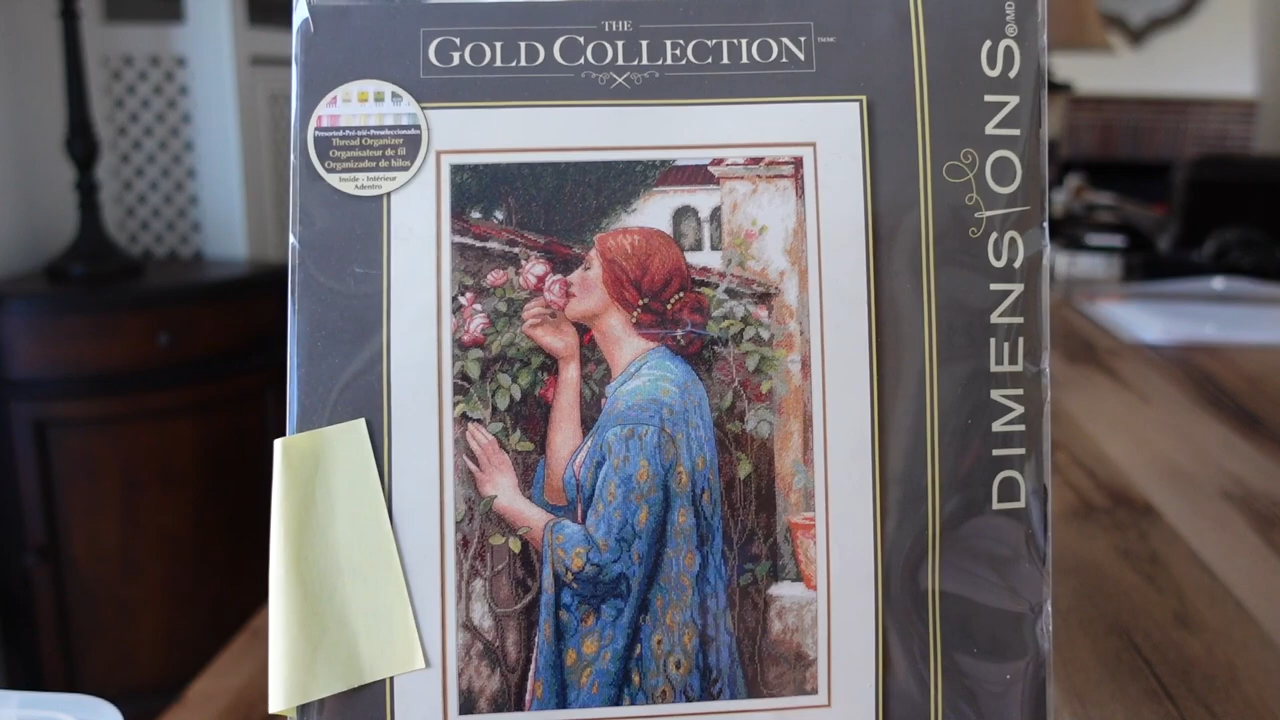 THE
GOLD COLLECTION ™/MC
Presorted•Pré-trié•Preseleccionados
Thread Organizer
Organisateur de fil
Organizador de hilos
Inside - Intérieur
Adentro
DIMENSIONS®/MD